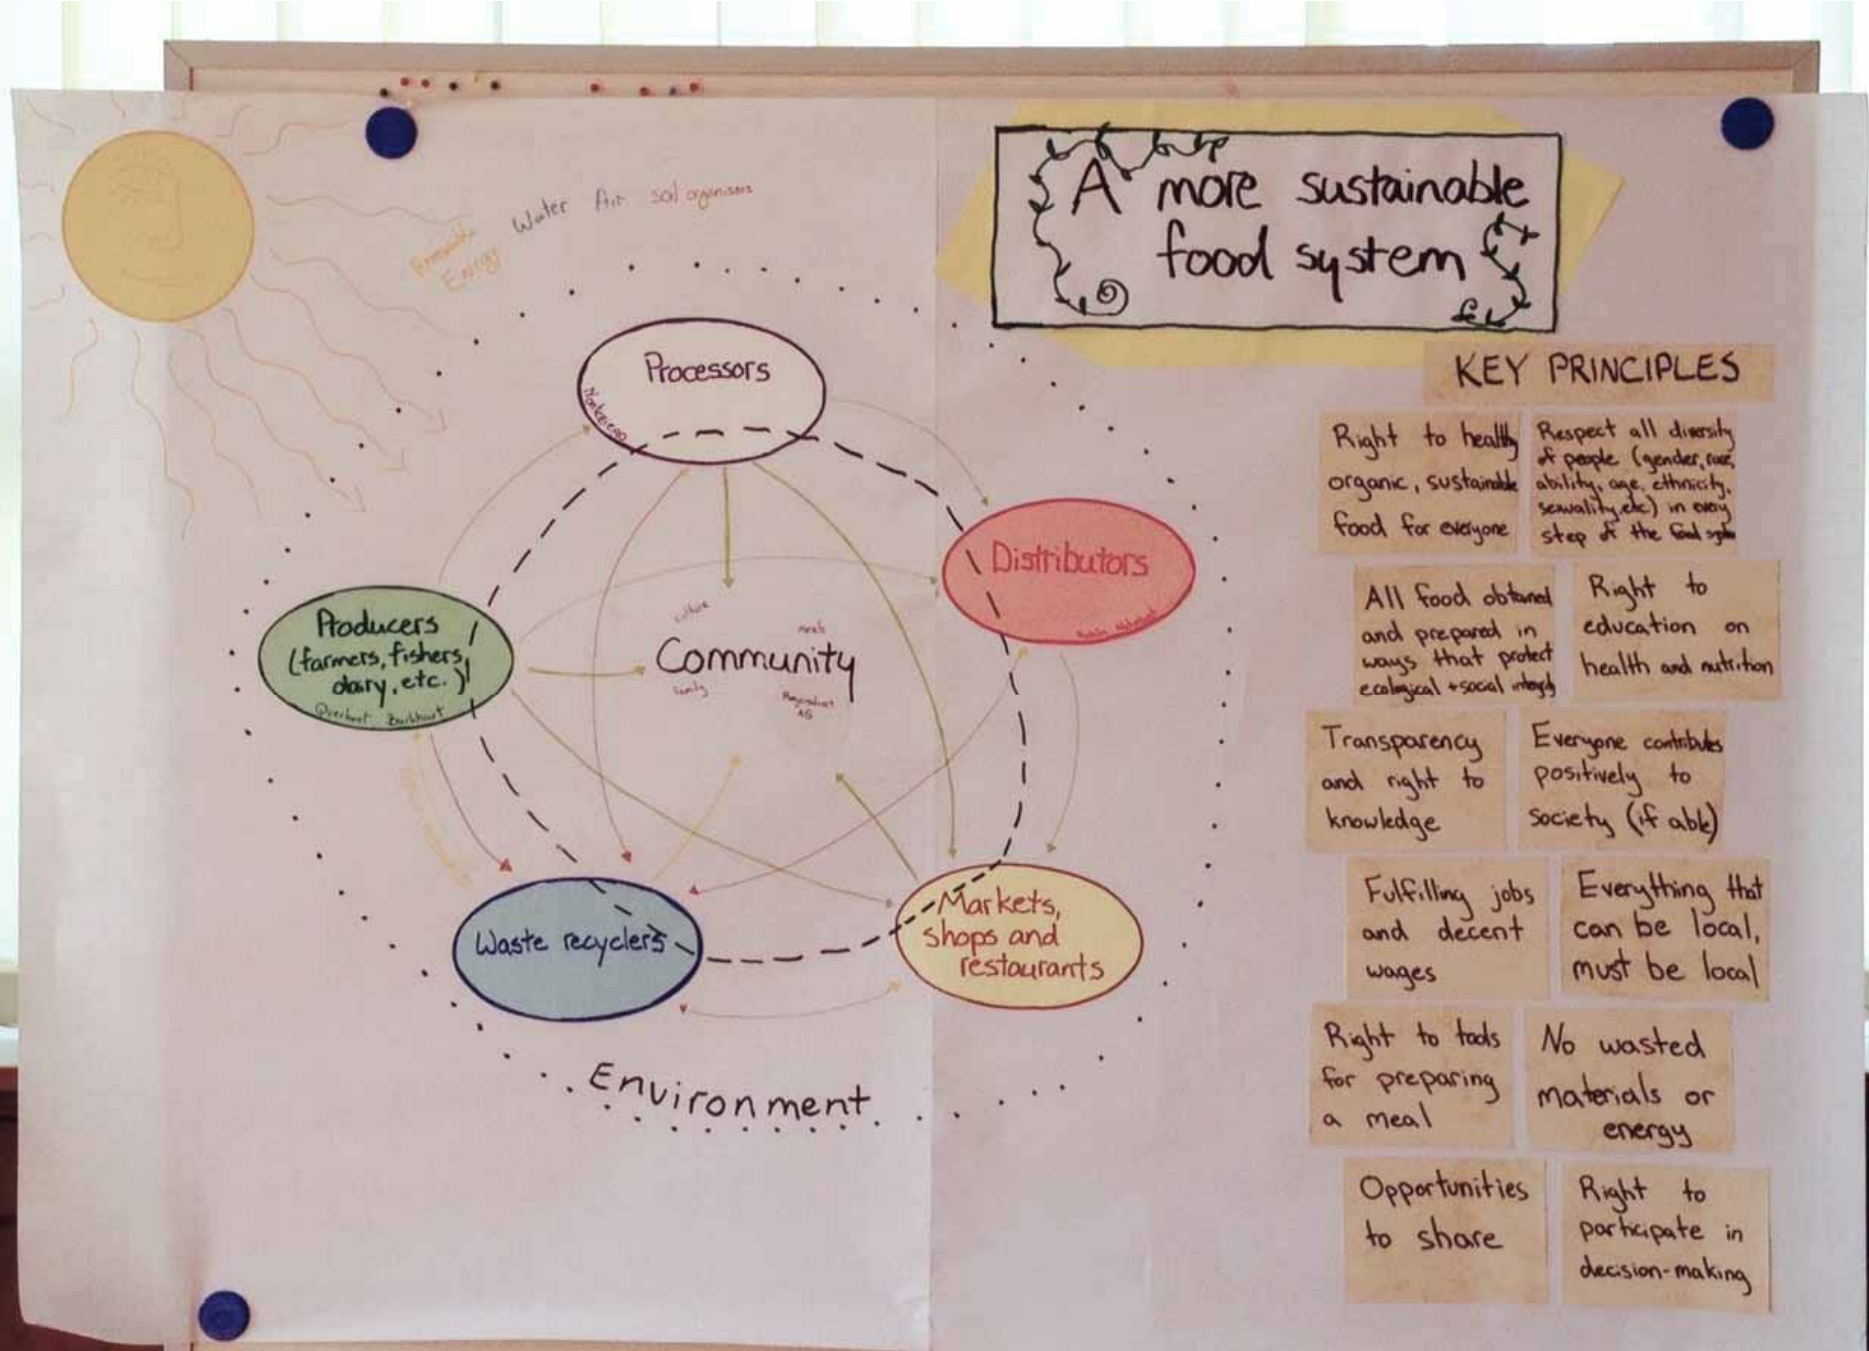 A more sustainable
food system
Water Air soil organisms
Renewable
Energy
Processors
Distributors
Producers
(farmers, fishers,
dairy, etc.)
culture
meals
Community
family
Waste recyclers
Markets,
shops and
restaurants
Environment
KEY PRINCIPLES
Right to healthy
organic, sustainable
food for everyone
Respect all diversity
of people (gender, race,
ability, age, ethnicity,
sexuality, etc) in every
step of the food system
All food obtained
and prepared in
ways that protect
ecological + social integrity
Right to
education on
health and nutrition
Transparency
and right to
knowledge
Everyone contributes
positively to
society (if able)
Fulfilling jobs
and decent
wages
Everything that
can be local,
must be local
Right to tools
for preparing
a meal
No wasted
materials or
energy
Opportunities
to share
Right to
participate in
decision-making